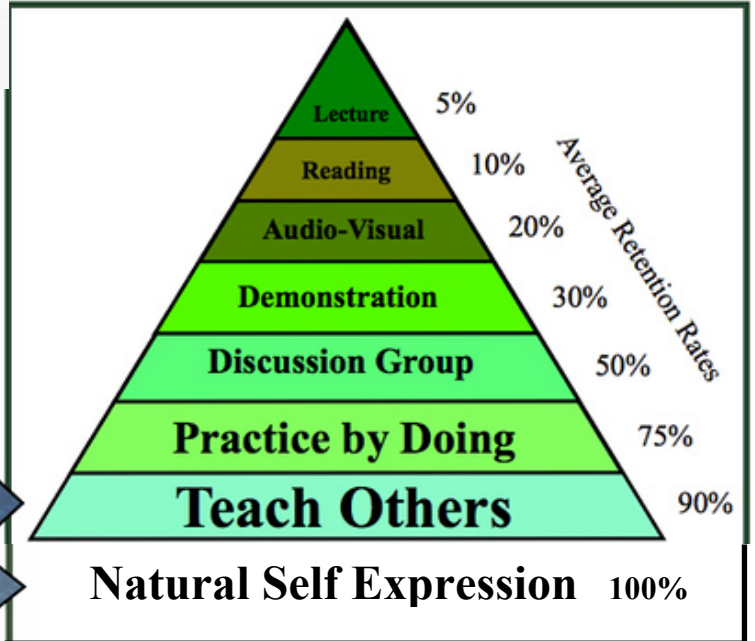 Lecture 5%
Reading 10%
Audio-Visual 20%
Demonstration 30%
Discussion Group 50%
Practice by Doing 75%
Teach Others 90%
Average Retention Rates
Natural Self Expression 100%